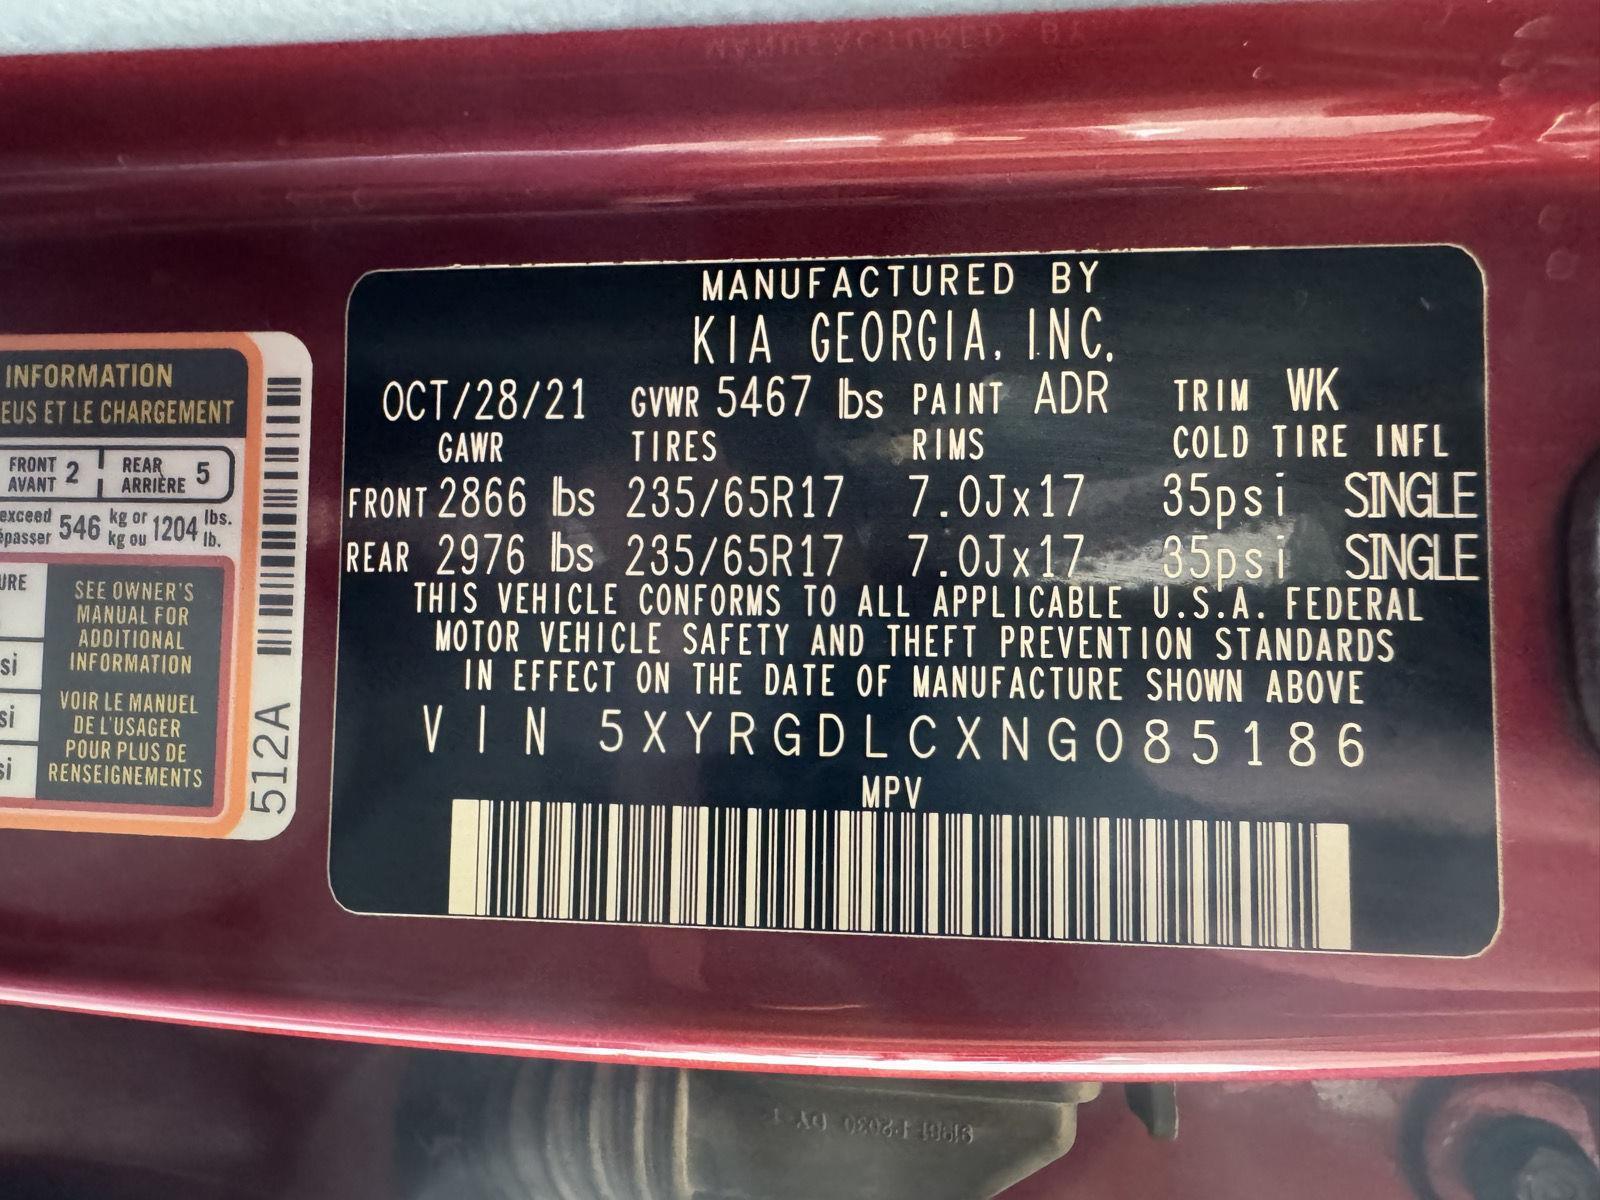 MANUFACTURED BY
KIA GEORGIA, INC.
OCT/28/21 GVWR 5467 lbs PAINT ADR TRIM WK
GAWR TIRES RIMS COLD TIRE INFL
FRONT 2866 lbs 235/65R17 7.0Jx17 35psi SINGLE
REAR 2976 lbs 235/65R17 7.0Jx17 35psi SINGLE
THIS VEHICLE CONFORMS TO ALL APPLICABLE U.S.A. FEDERAL
MOTOR VEHICLE SAFETY AND THEFT PREVENTION STANDARDS
IN EFFECT ON THE DATE OF MANUFACTURE SHOWN ABOVE
VIN 5XYRGDLCXNG085186
MPV
INFORMATION
EUS ET LE CHARGEMENT
FRONT 2 REAR 5
AVANT ARRIÈRE
exceed 546 kg or 1204 lbs.
épasser kg ou lb.
URE
si
si
si
SEE OWNER'S
MANUAL FOR
ADDITIONAL
INFORMATION
VOIR LE MANUEL
DE L'USAGER
POUR PLUS DE
RENSEIGNEMENTS
512A